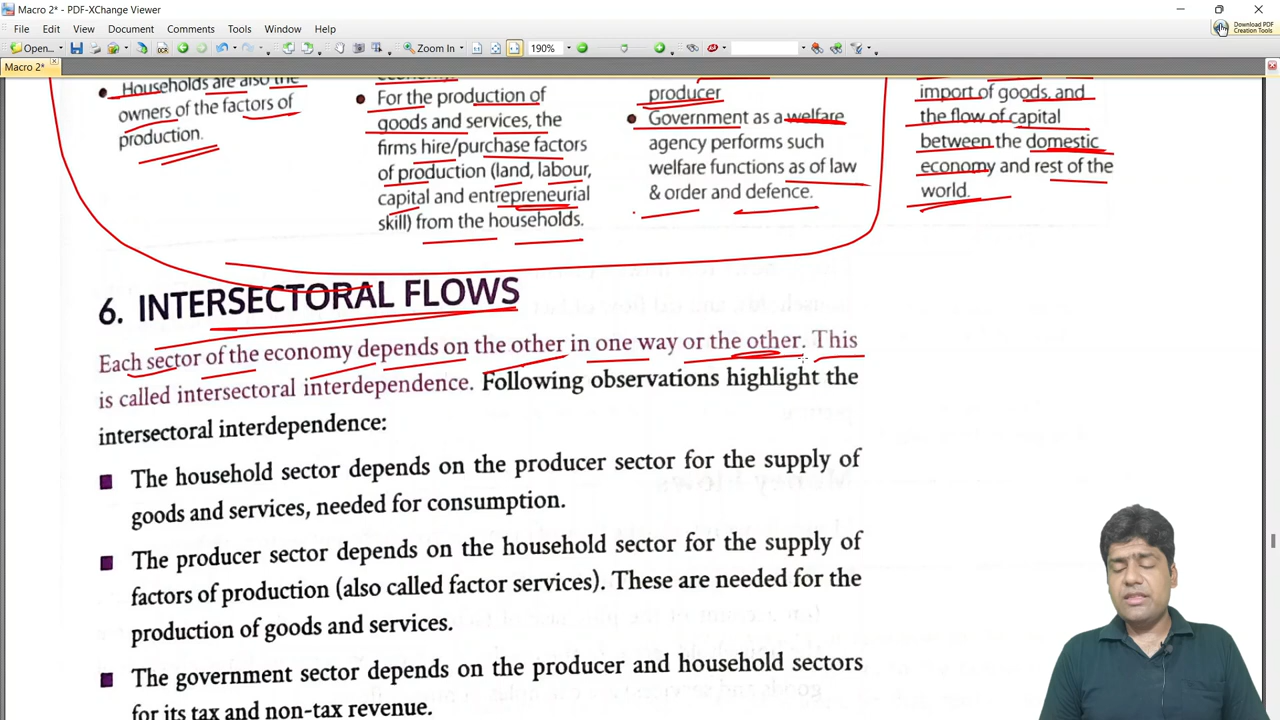 Macro 2* - PDF-XChange Viewer
File Edit View Document Comments Tools Window Help
Download PDF
Creation Tools
Open... Zoom In 190%
Macro 2*
Households are also the
owners of the factors of
production.
economy.
For the production of
goods and services, the
firms hire/purchase factors
of production (land, labour,
capital and entrepreneurial
skill) from the households.
producer
Government as a welfare
agency performs such
welfare functions as of law
& order and defence.
import of goods, and
the flow of capital
between the domestic
economy and rest of the
world.
6. INTERSECTORAL FLOWS
Each sector of the economy depends on the other in one way or the other. This
is called intersectoral interdependence. Following observations highlight the
intersectoral interdependence:
The household sector depends on the producer sector for the supply of
goods and services, needed for consumption.
The producer sector depends on the household sector for the supply of
factors of production (also called factor services). These are needed for the
production of goods and services.
The government sector depends on the producer and household sectors
for its tax and non-tax revenue.